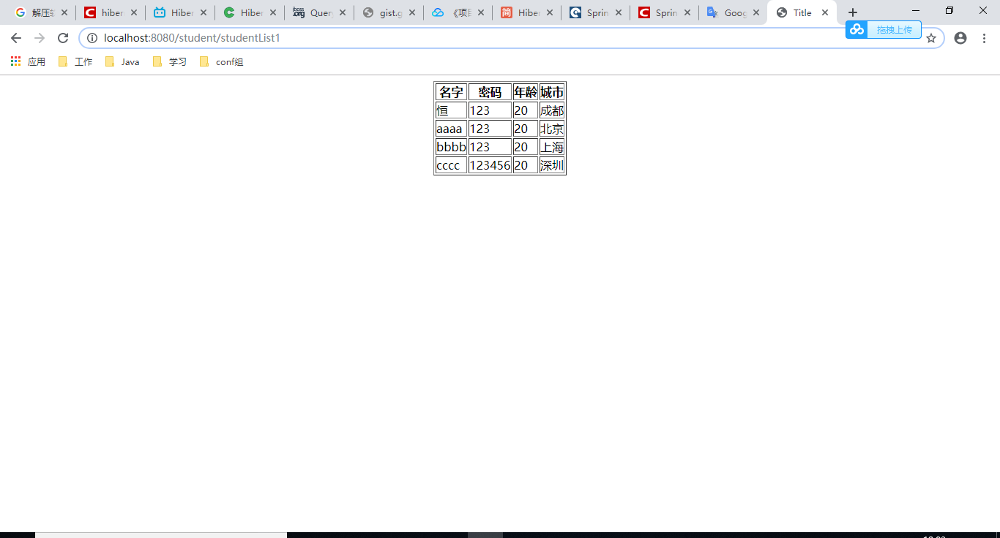 解压 hiber Hiber Hiber Query gist.g 《项目 Hiber Sprin Sprin Goog Title
localhost:8080/student/studentList1
拖拽上传
应用 工作 Java 学习 conf组
名字 密码 年龄 城市
恒 123 20 成都
aaaa 123 20 北京
bbbb 123 20 上海
cccc 123456 20 深圳